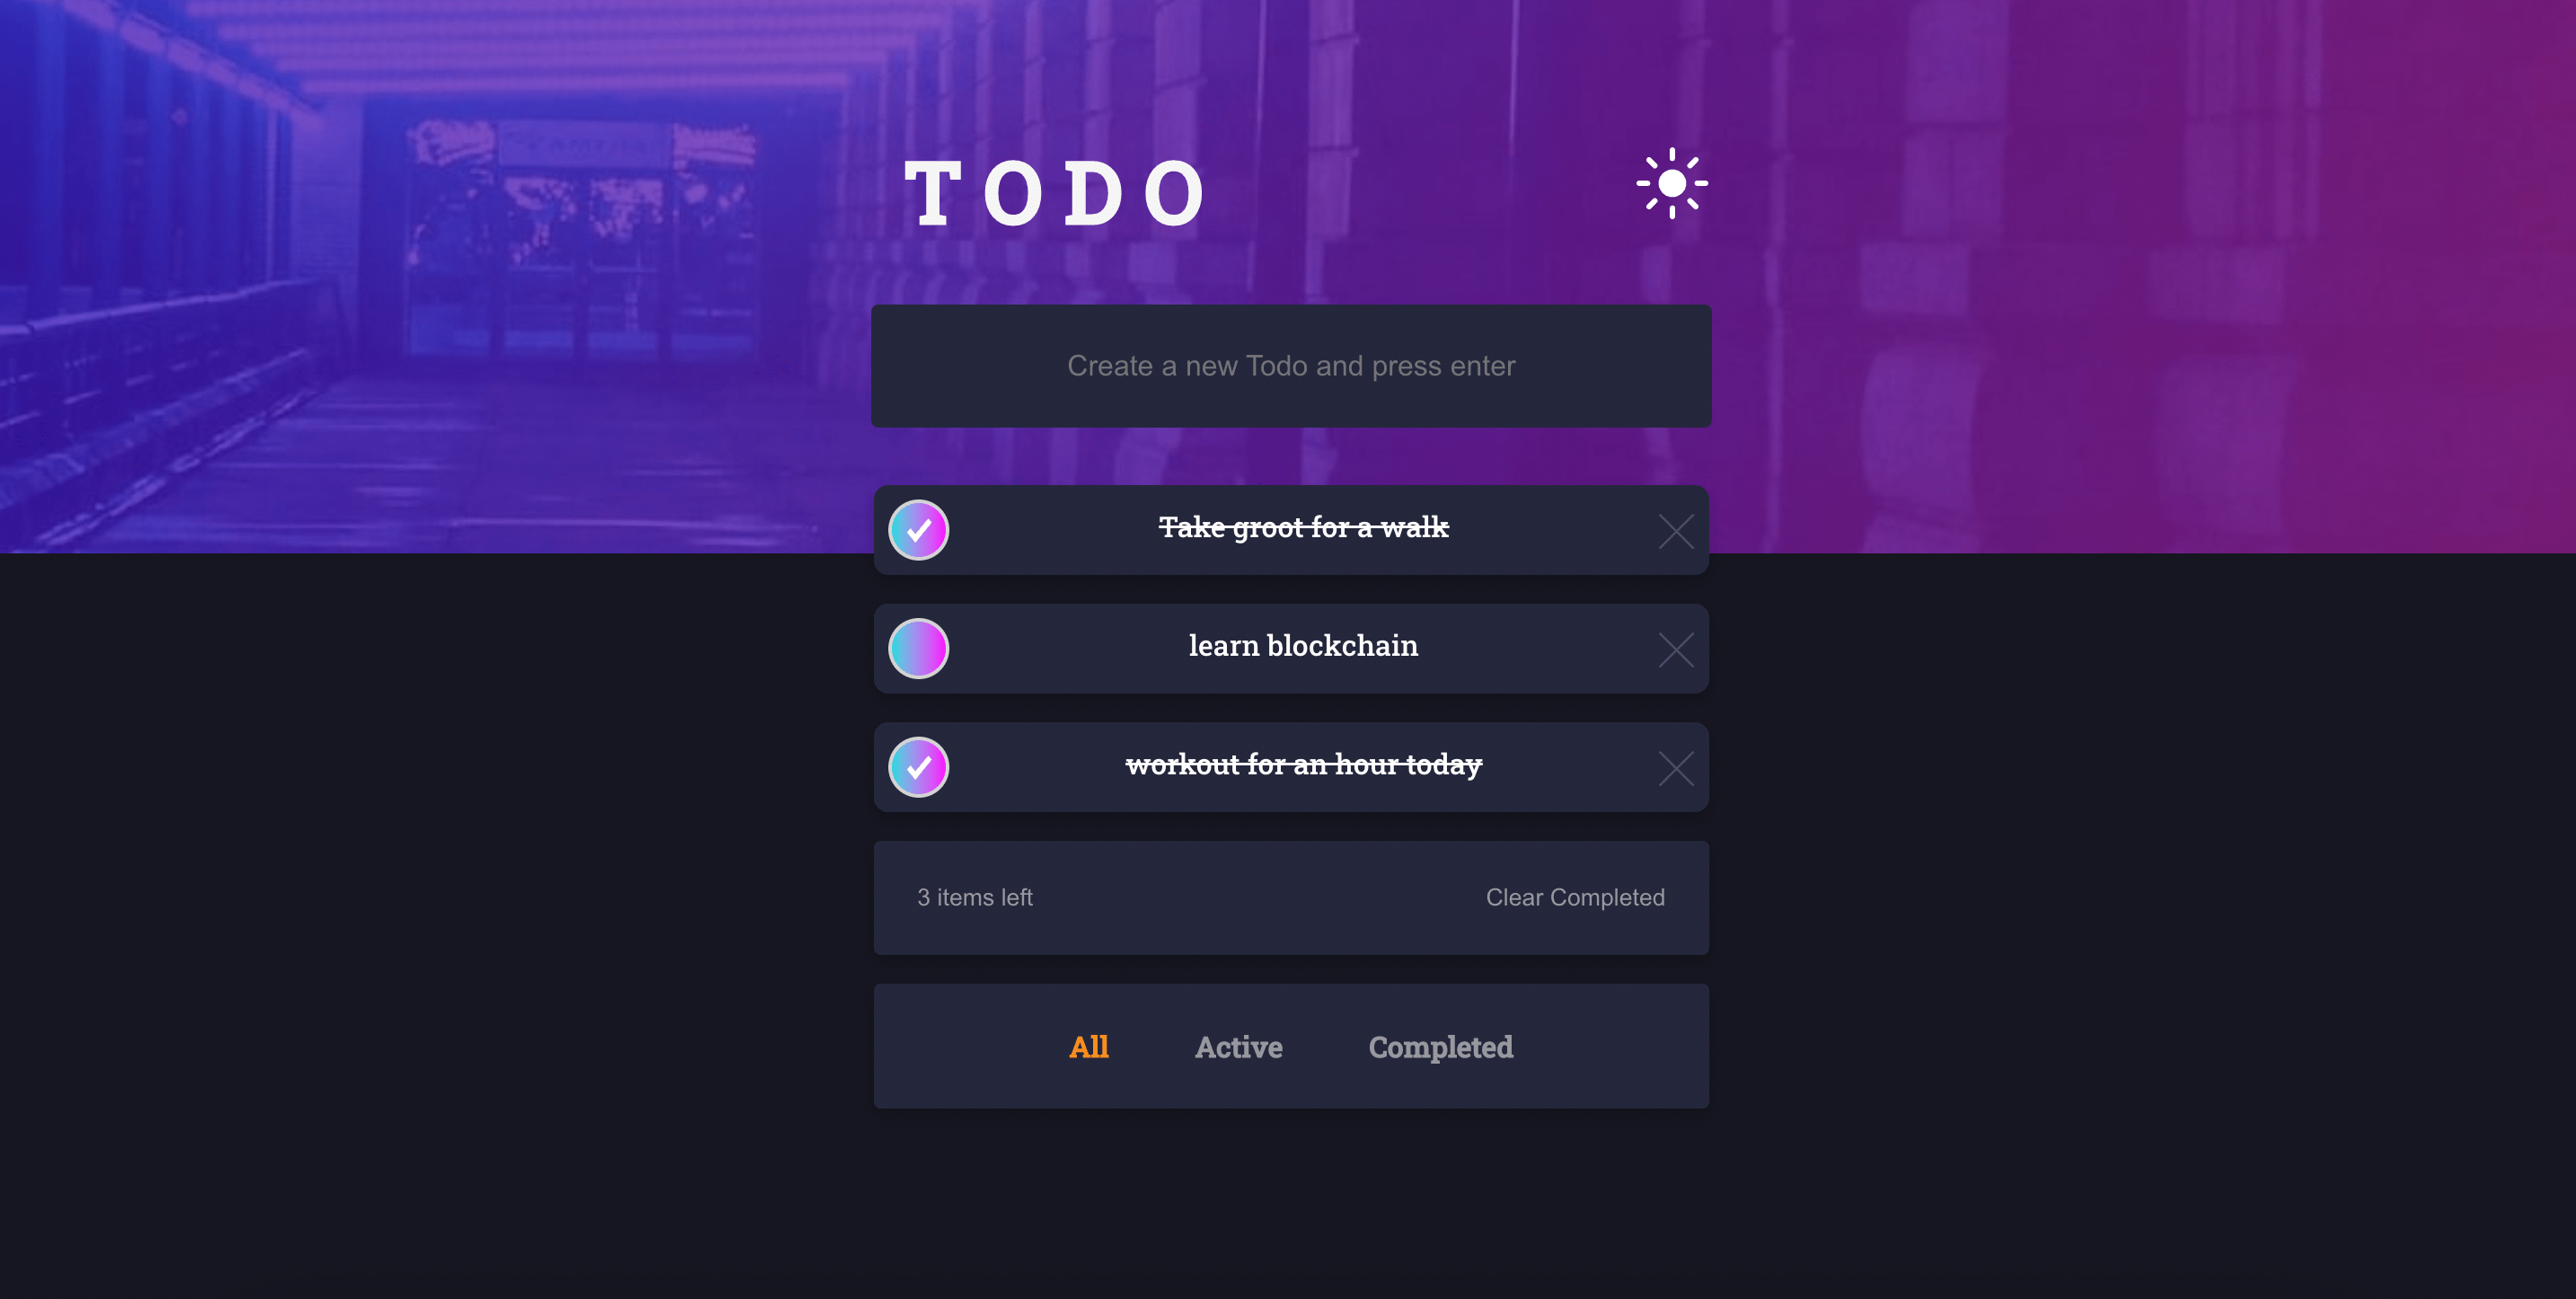 TODO
Create a new Todo and press enter
Take groot for a walk
learn blockchain
workout for an hour today
3 items left Clear Completed
All Active Completed